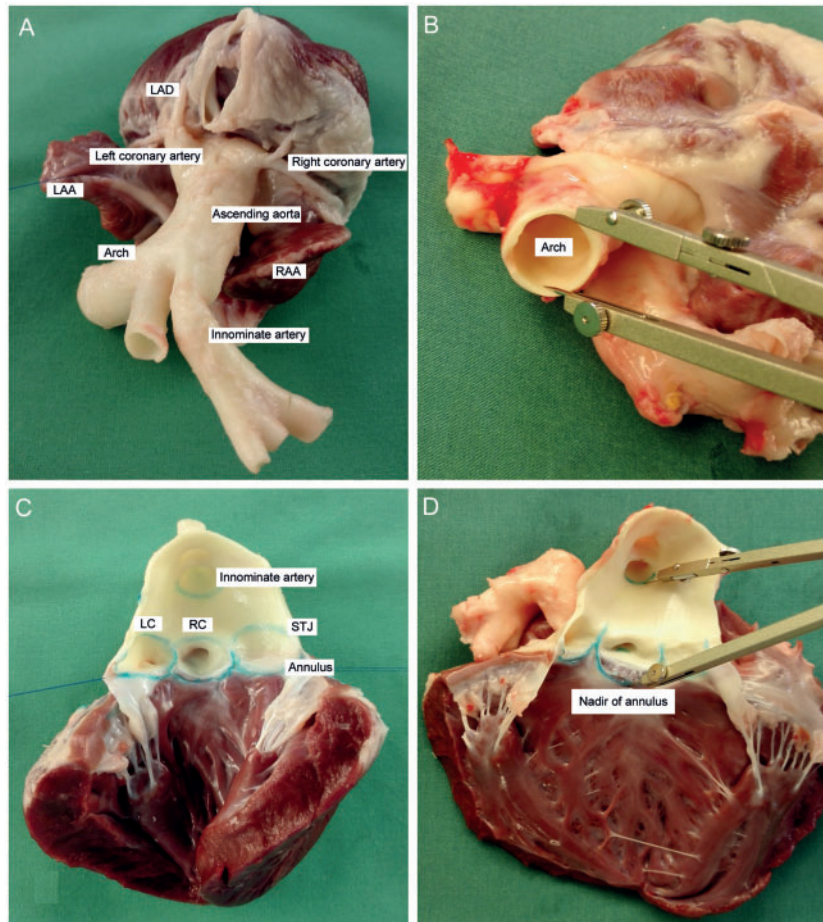 A
LAD
Left coronary artery
Right coronary artery
LAA
Ascending aorta
Arch
RAA
Innominate artery
B
Arch
C
Innominate artery
LC
RC
STJ
Annulus
D
Nadir of annulus